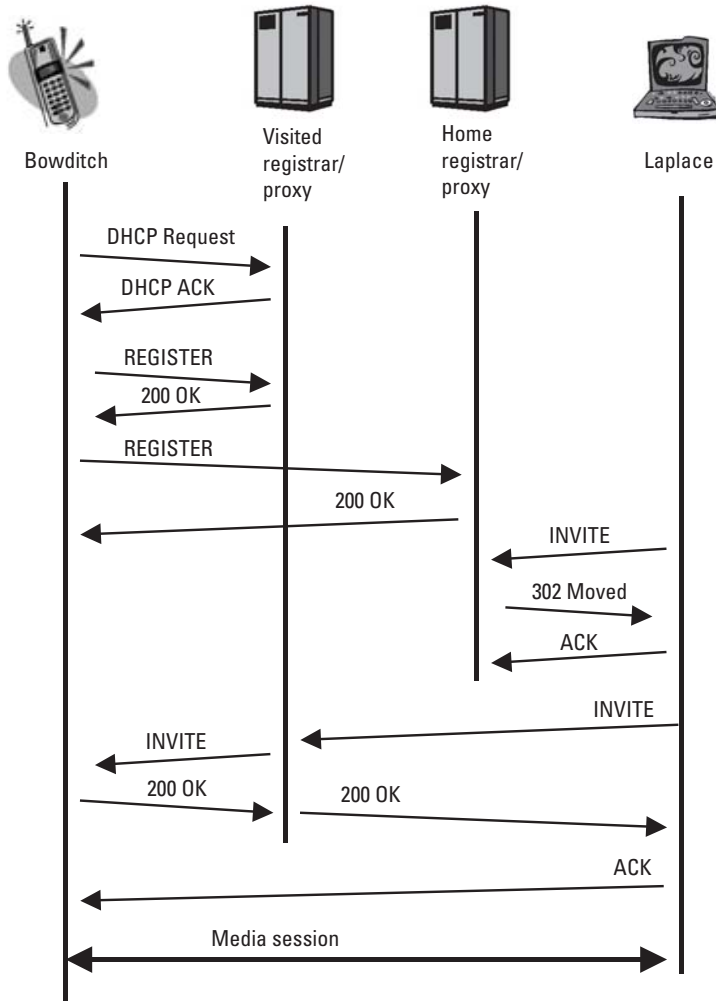 Bowditch
Visited
registrar/
proxy
Home
registrar/
proxy
Laplace
DHCP Request
DHCP ACK
REGISTER
200 OK
REGISTER
200 OK
INVITE
302 Moved
ACK
INVITE
INVITE
200 OK
200 OK
ACK
Media session